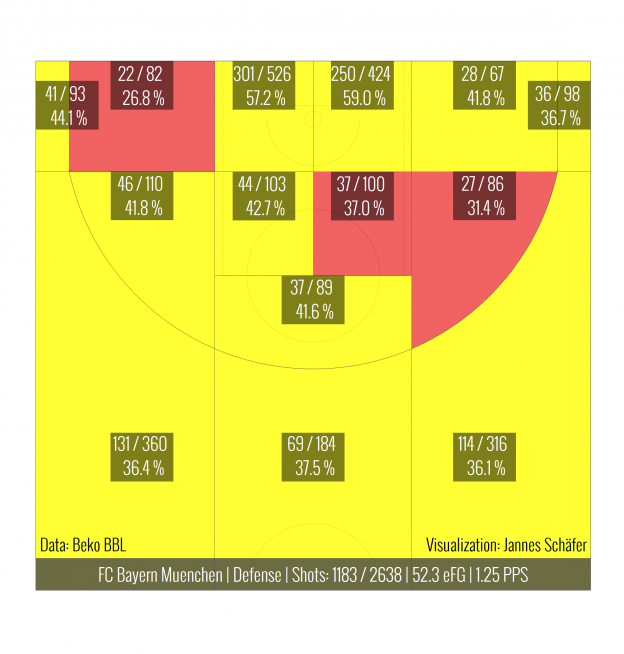 22 / 82
26.8 %
301 / 526
57.2 %
250 / 424
59.0 %
28 / 67
41.8 %
41 / 93
44.1 %
36 / 98
36.7 %
46 / 110
41.8 %
44 / 103
42.7 %
37 / 100
37.0 %
27 / 86
31.4 %
37 / 89
41.6 %
131 / 360
36.4 %
69 / 184
37.5 %
114 / 316
36.1 %
Data: Beko BBL
Visualization: Jannes Schäfer
FC Bayern Muenchen | Defense | Shots: 1183 / 2638 | 52.3 eFG | 1.25 PPS